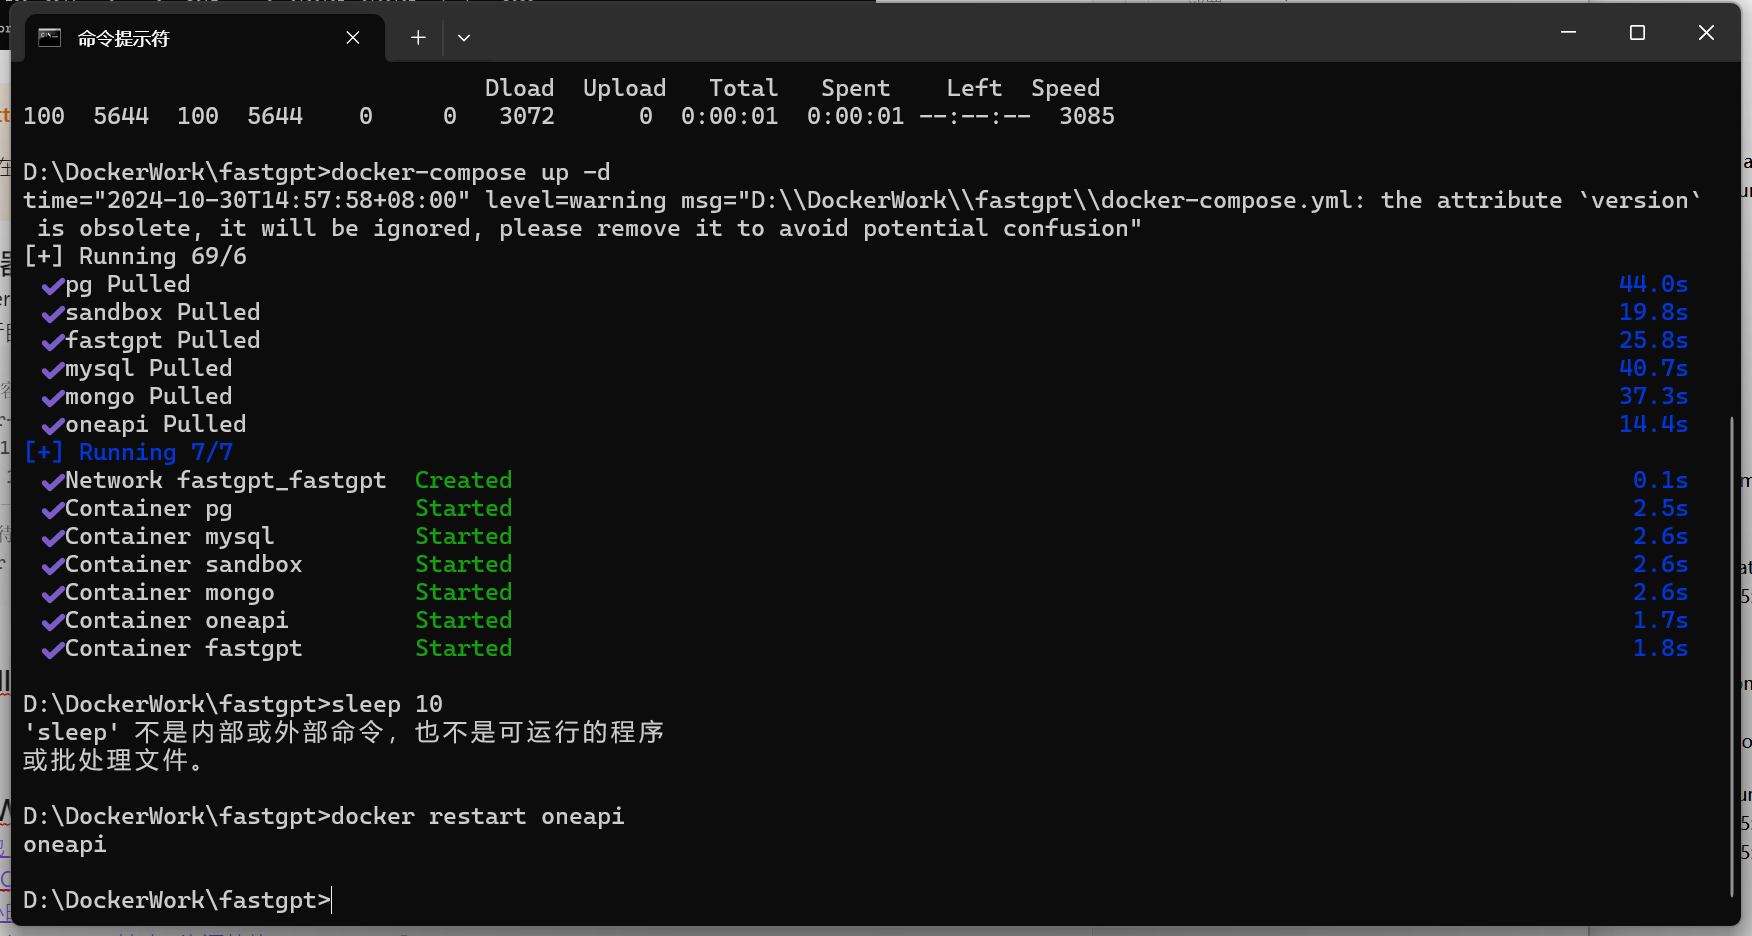 命令提示符
Dload Upload Total Spent Left Speed
100 5644 100 5644 0 0 3072 0 0:00:01 0:00:01 --:--:-- 3085
D:\DockerWork\fastgpt>docker-compose up -d
time="2024-10-30T14:57:58+08:00" level=warning msg="D:\\DockerWork\\fastgpt\\docker-compose.yml: the attribute `version`
is obsolete, it will be ignored, please remove it to avoid potential confusion"
[+] Running 69/6
✓pg Pulled 44.0s
✓sandbox Pulled 19.8s
✓fastgpt Pulled 25.8s
✓mysql Pulled 40.7s
✓mongo Pulled 37.3s
✓oneapi Pulled 14.4s
[+] Running 7/7
✓Network fastgpt_fastgpt Created 0.1s
✓Container pg Started 2.5s
✓Container mysql Started 2.6s
✓Container sandbox Started 2.6s
✓Container mongo Started 2.6s
✓Container oneapi Started 1.7s
✓Container fastgpt Started 1.8s
D:\DockerWork\fastgpt>sleep 10
'sleep' 不是内部或外部命令，也不是可运行的程序
或批处理文件。
D:\DockerWork\fastgpt>docker restart oneapi
oneapi
D:\DockerWork\fastgpt>